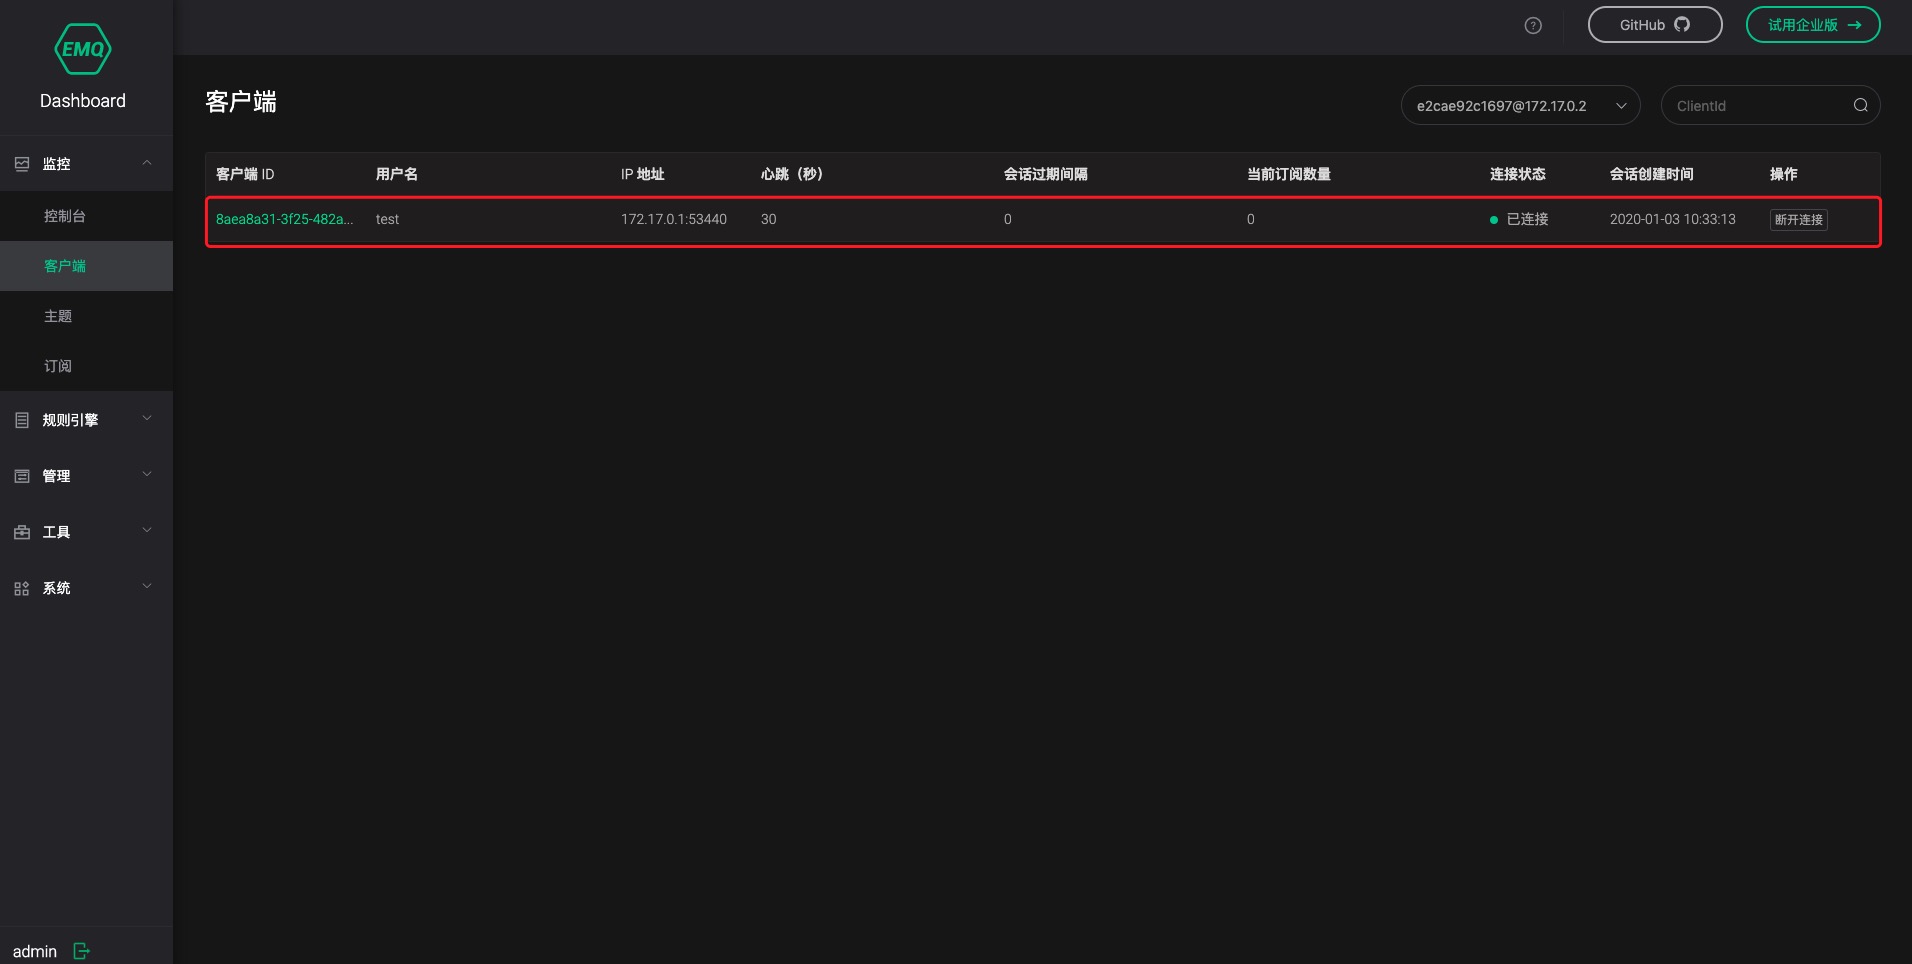 EMQ
Dashboard
监控
控制台
客户端
主题
订阅
规则引擎
管理
工具
系统
admin
GitHub
试用企业版
客户端
e2cae92c1697@172.17.0.2
ClientId
客户端 ID 用户名 IP 地址 心跳（秒） 会话过期间隔 当前订阅数量 连接状态 会话创建时间 操作
8aea8a31-3f25-482a... test 172.17.0.1:53440 30 0 0 已连接 2020-01-03 10:33:13 断开连接